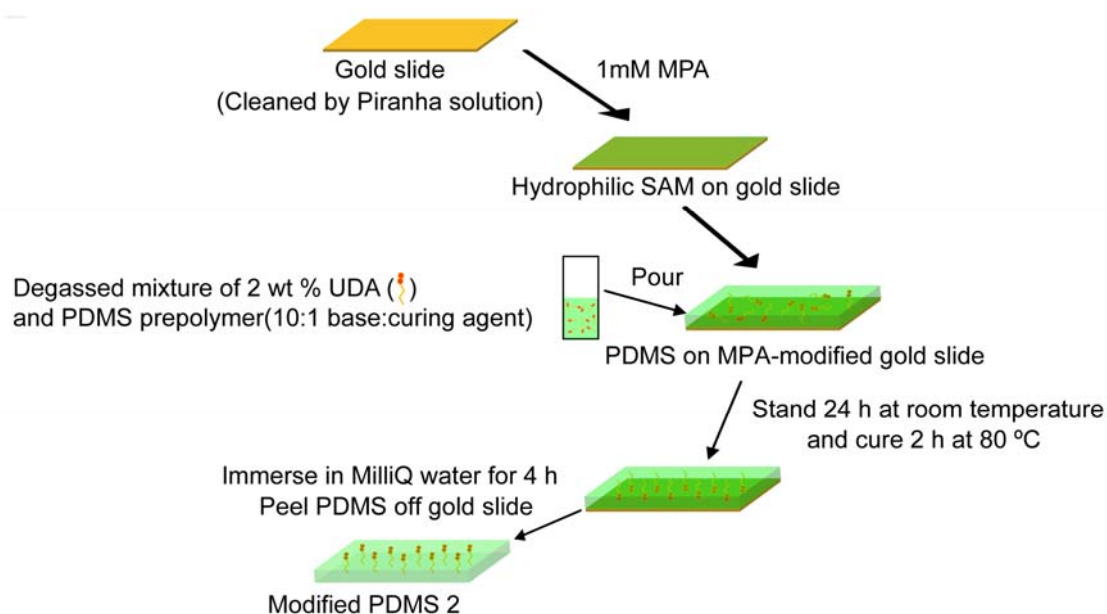 Gold slide
(Cleaned by Piranha solution)
1mM MPA
Hydrophilic SAM on gold slide
Degassed mixture of 2 wt % UDA ( )
and PDMS prepolymer(10:1 base:curing agent)
Pour
PDMS on MPA-modified gold slide
Stand 24 h at room temperature
and cure 2 h at 80 ºC
Immerse in MilliQ water for 4 h
Peel PDMS off gold slide
Modified PDMS 2